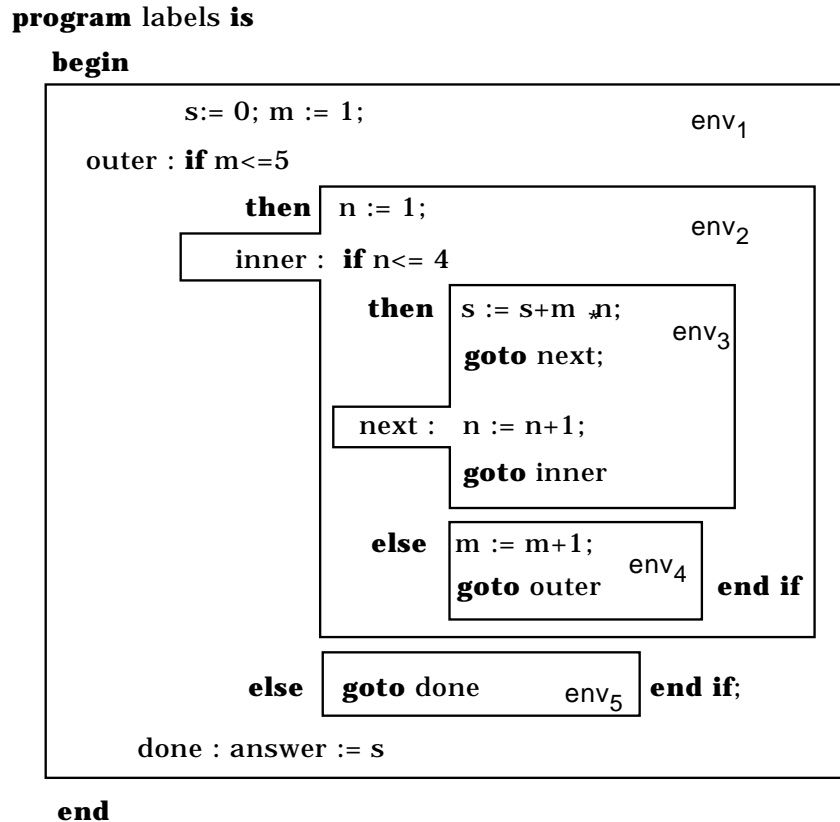 program labels is
begin
s:= 0; m := 1; env1
outer : if m<=5
then n := 1; env2
inner : if n<= 4
then s := s+m *n; env3
goto next;
next : n := n+1;
goto inner
else m := m+1; env4
goto outer end if
else goto done env5 end if;
done : answer := s
end